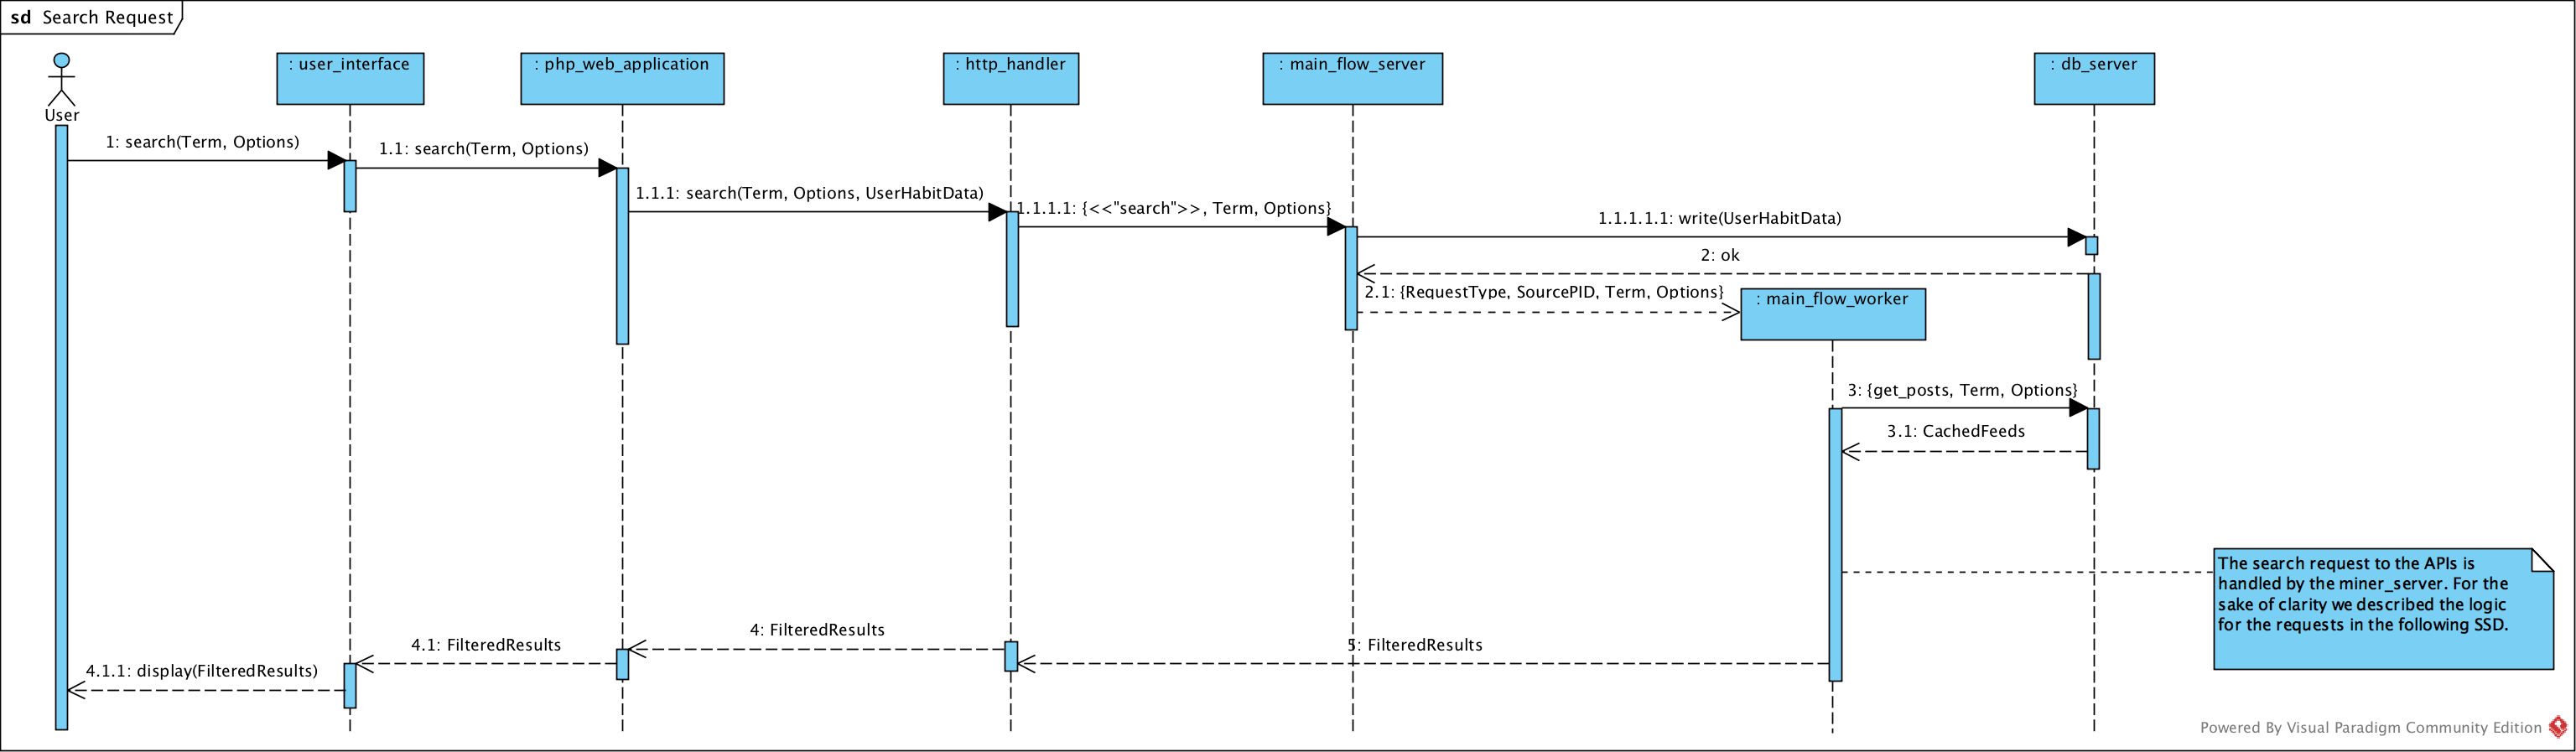 sd Search Request
: user_interface
: php_web_application
: http_handler
: main_flow_server
: db_server
User
1: search(Term, Options)
1.1: search(Term, Options)
1.1.1: search(Term, Options, UserHabitData)
1.1.1.1: {<<"search">>, Term, Options}
1.1.1.1.1: write(UserHabitData)
2: ok
2.1: {RequestType, SourcePID, Term, Options}
: main_flow_worker
3: {get_posts, Term, Options}
3.1: CachedFeeds
The search request to the APIs is
handled by the miner_server. For the
sake of clarity we described the logic
for the requests in the following SSD.
4: FilteredResults
5: FilteredResults
4.1: FilteredResults
4.1.1: display(FilteredResults)
Powered By Visual Paradigm Community Edition